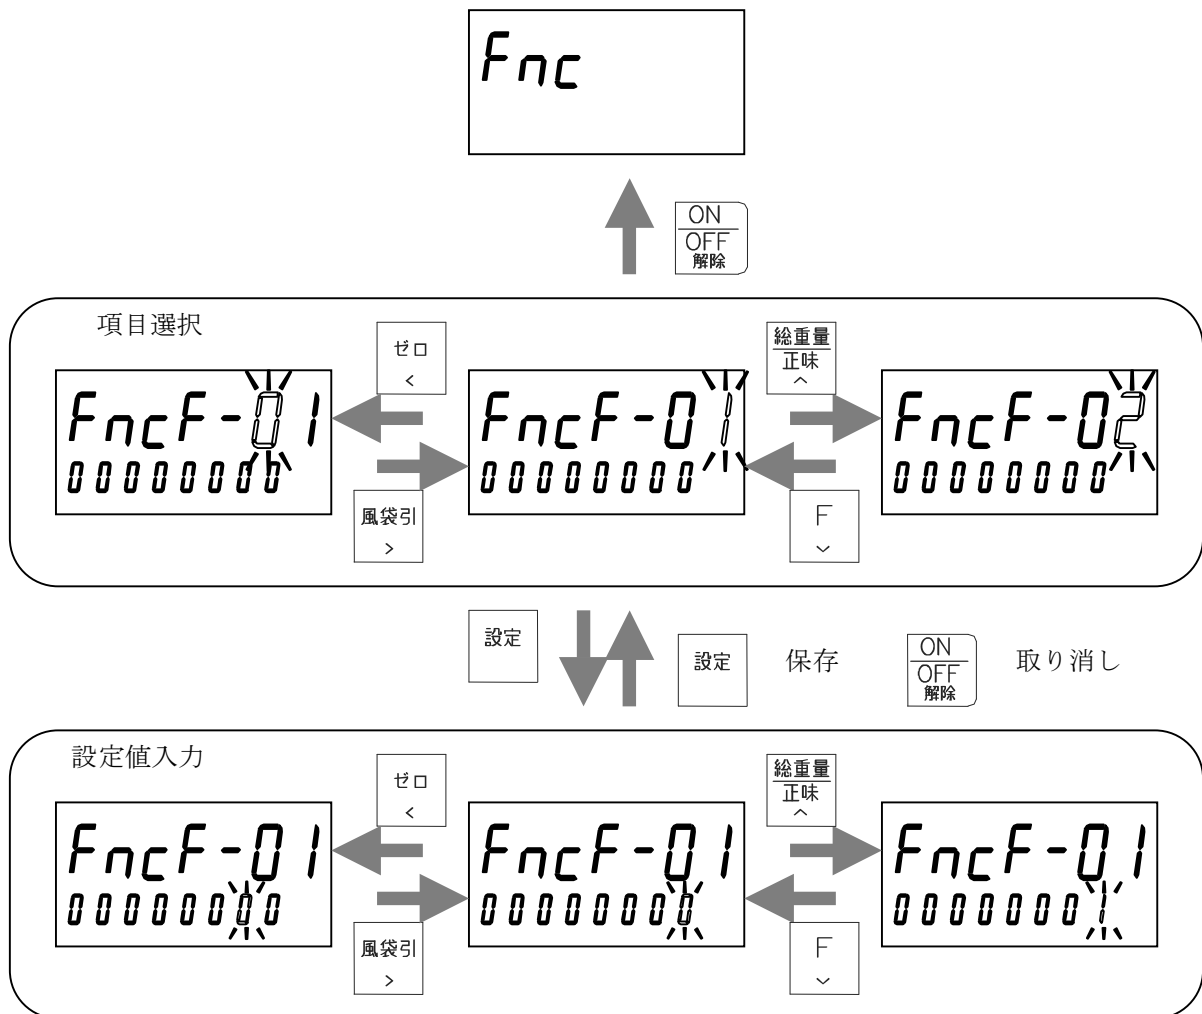 Fnc
ON
OFF
解除
項目選択
ゼロ
<
総重量
正味
^
FncF-01
00000000
FncF-01
00000000
FncF-02
00000000
風袋引
>
F
﹀
設定
設定
保存
ON
OFF
解除
取り消し
設定値入力
ゼロ
<
総重量
正味
^
FncF-01
00000000
FncF-01
00000000
FncF-01
00000001
風袋引
>
F
﹀